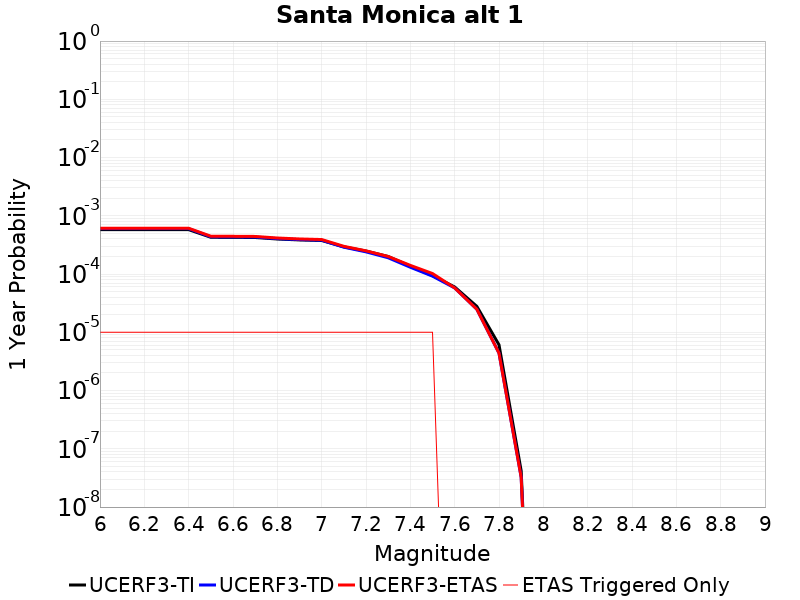 Santa Monica alt 1
1 Year Probability
10^0
10^-1
10^-2
10^-3
10^-4
10^-5
10^-6
10^-7
10^-8
6 6.2 6.4 6.6 6.8 7 7.2 7.4 7.6 7.8 8 8.2 8.4 8.6 8.8 9
Magnitude
UCERF3-TI UCERF3-TD UCERF3-ETAS ETAS Triggered Only